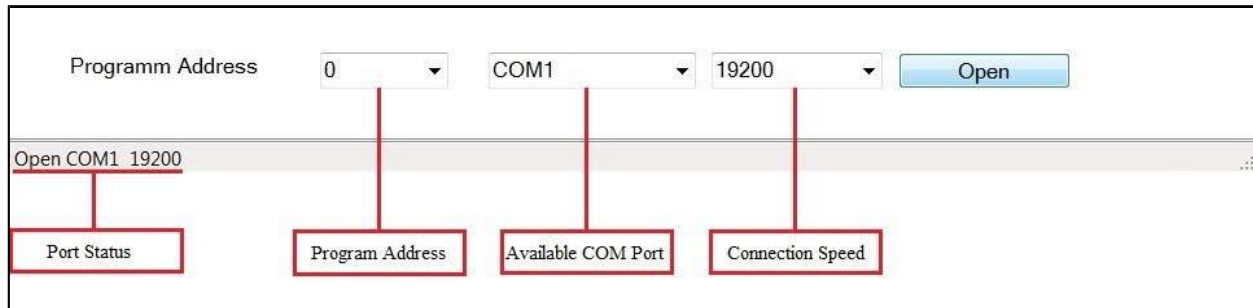 Programm Address 0 COM1 19200 Open
Open COM1 19200
Port Status Program Address Available COM Port Connection Speed